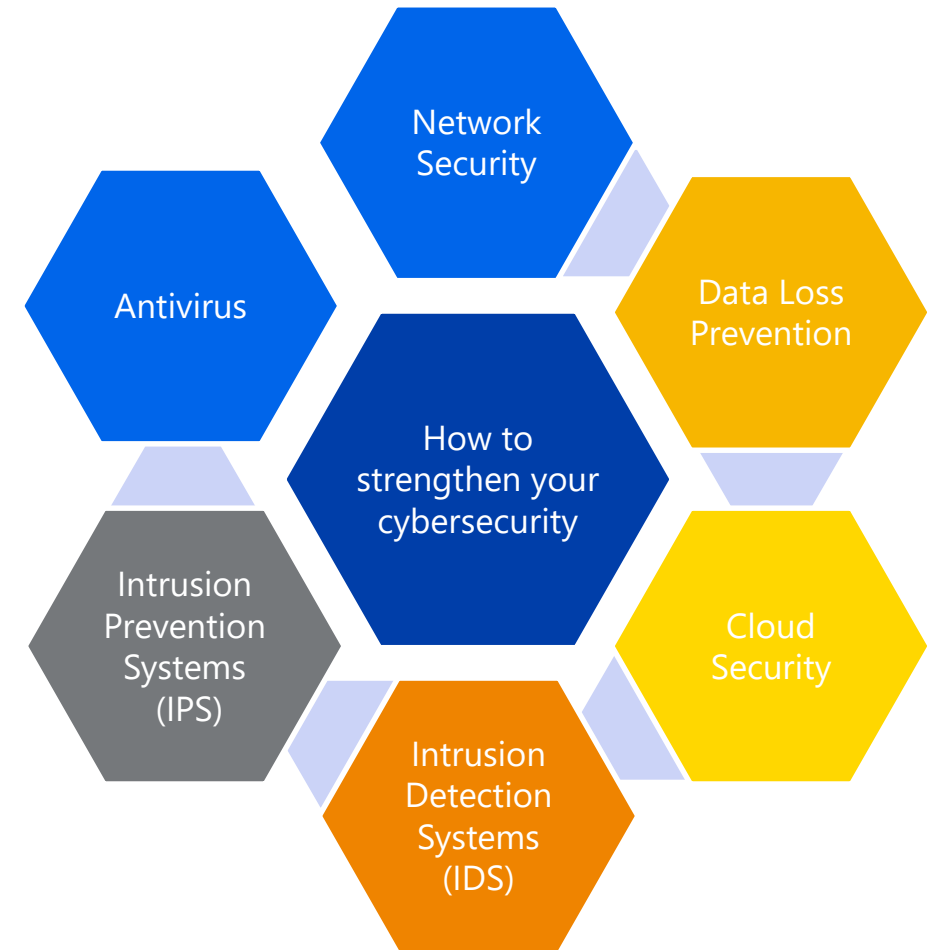 Network
Security
Data Loss
Prevention
Antivirus
How to
strengthen your
cybersecurity
Cloud
Security
Intrusion
Prevention
Systems
(IPS)
Intrusion
Detection
Systems
(IDS)